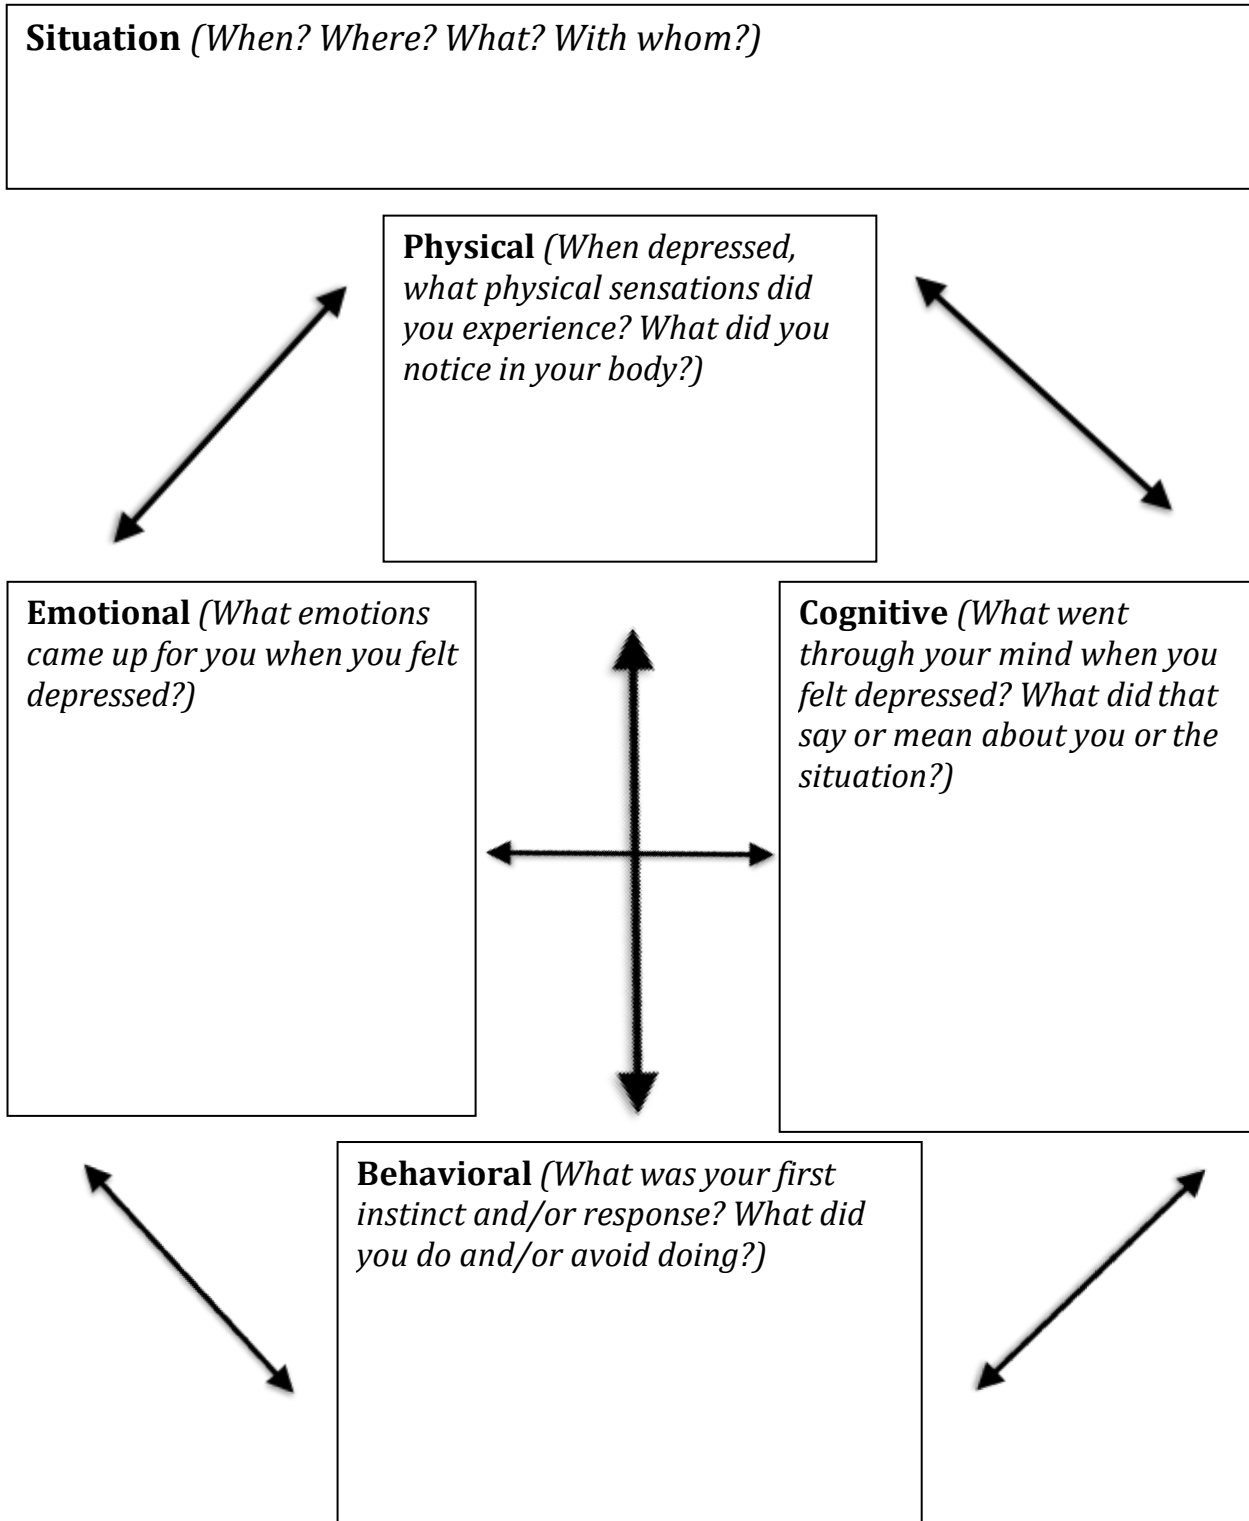 Situation (When? Where? What? With whom?)
Physical (When depressed,
what physical sensations did
you experience? What did you
notice in your body?)
Emotional (What emotions
came up for you when you felt
depressed?)
Cognitive (What went
through your mind when you
felt depressed? What did that
say or mean about you or the
situation?)
Behavioral (What was your first
instinct and/or response? What did
you do and/or avoid doing?)